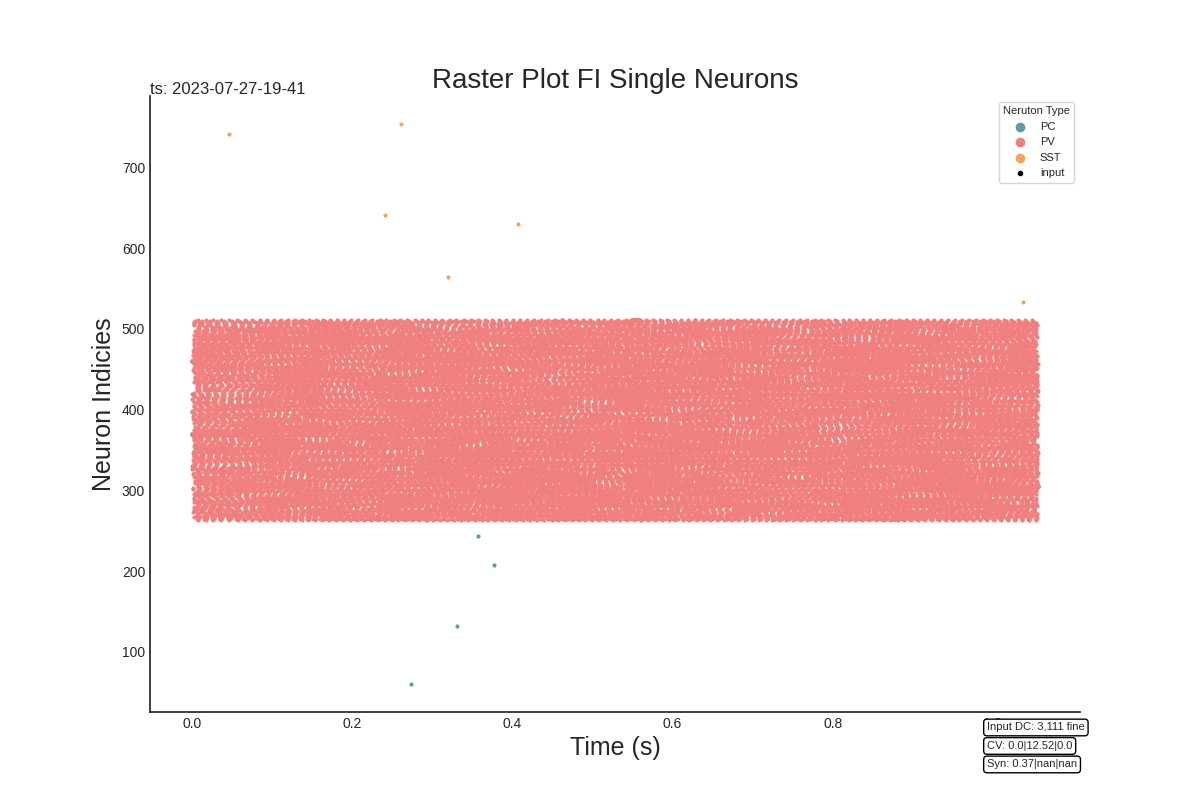 Raster Plot FI Single Neurons
ts: 2023-07-27-19-41
Neruton Type
PC
PV
SST
input
700
600
500
400
300
200
100
Neuron Indicies
0.0 0.2 0.4 0.6 0.8
Time (s)
Input DC: 3,111 fine
CV: 0.0|12.52|0.0
Syn: 0.37|nan|nan